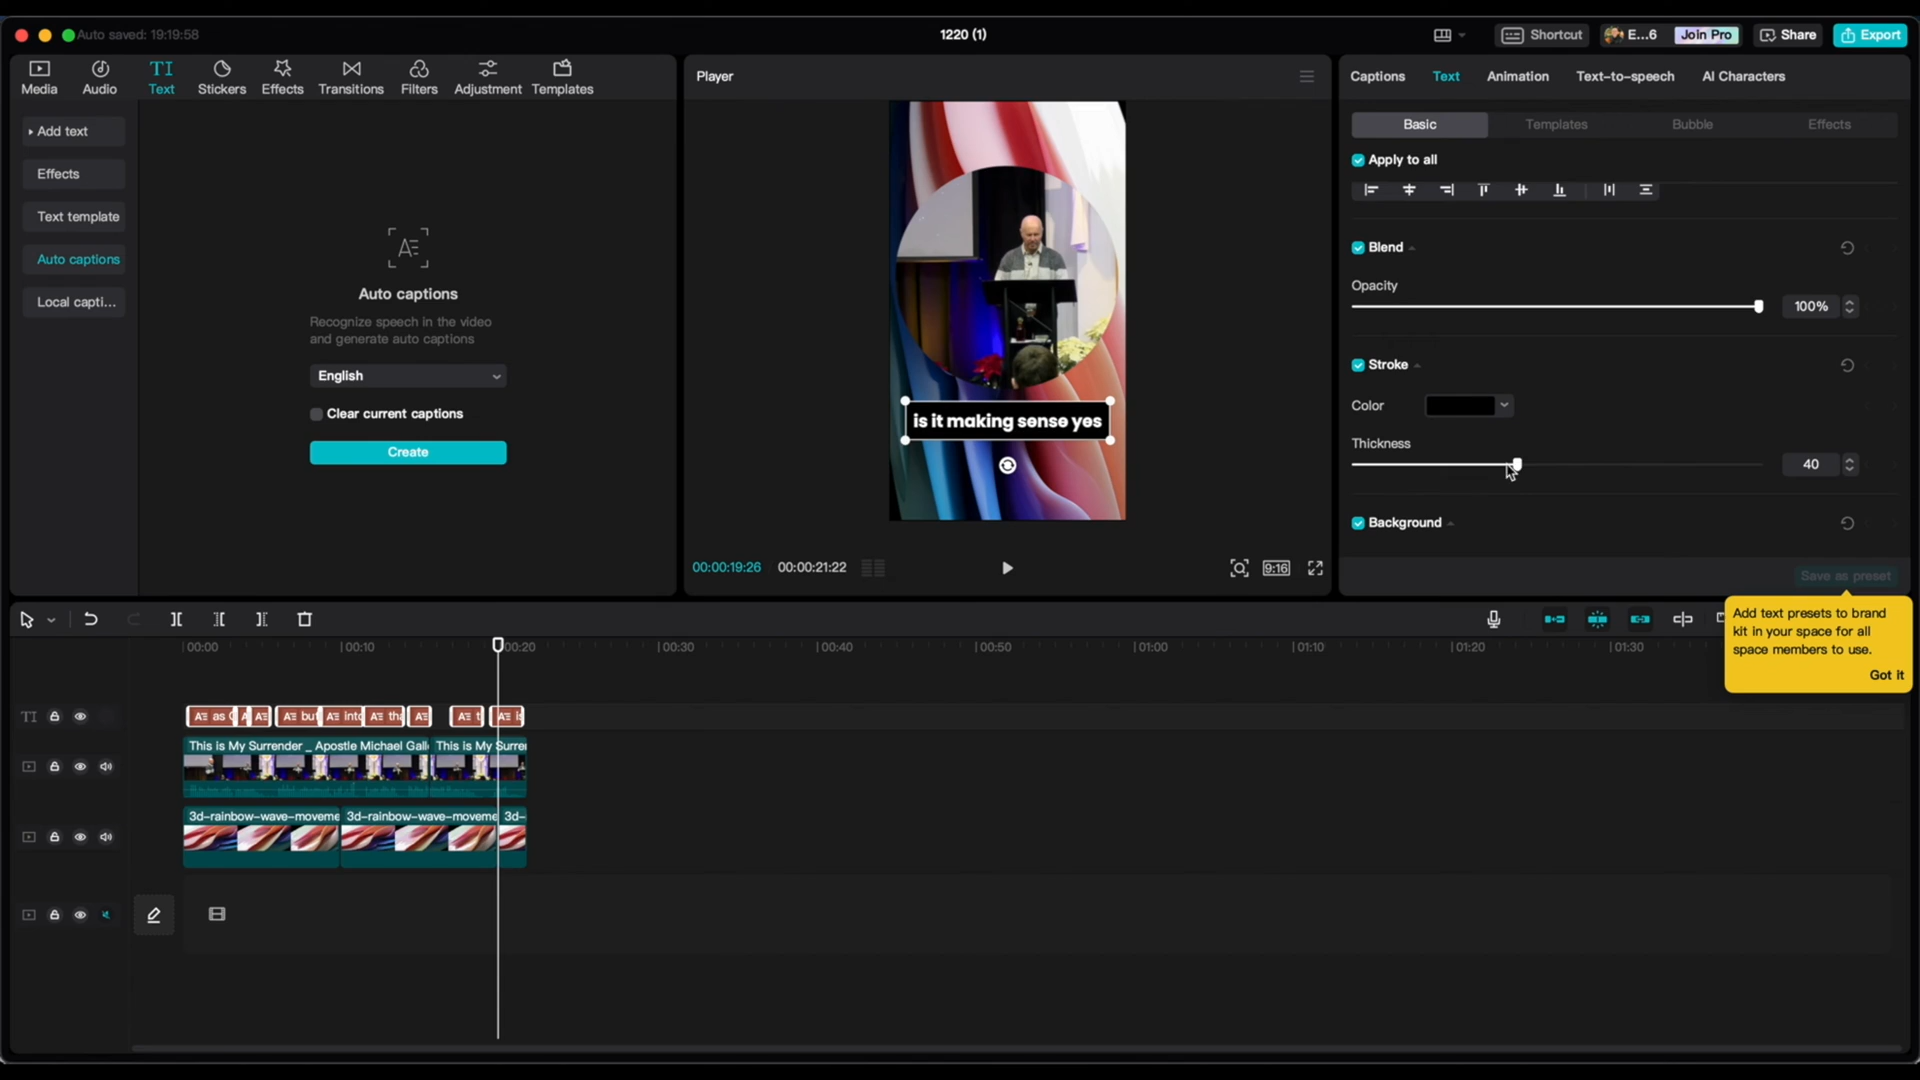 Auto saved: 19:19:58
1220 (1)
Shortcut
E...6
Join Pro
Share
Export
Media
Audio
TI
Text
Stickers
Effects
Transitions
Filters
Adjustment
Templates
Add text
Effects
Text template
Auto captions
Local capti...
Auto captions
Recognize speech in the video
and generate auto captions
English
Clear current captions
Create
Player
is it making sense yes
00:00:19:26
00:00:21:22
9:16
Captions
Text
Animation
Text-to-speech
AI Characters
Basic
Templates
Bubble
Effects
Apply to all
Blend
Opacity
100%
Stroke
Color
Thickness
40
Background
Save as preset
Add text presets to brand
kit in your space for all
space members to use.
Got it
00:00
00:10
00:20
00:30
00:40
00:50
01:00
01:10
01:20
01:30
TI
as
but
into
tha
t
is
This is My Surrender _ Apostle Michael Gall
This is My Surre
3d-rainbow-wave-moveme
3d-rainbow-wave-moveme
3d-